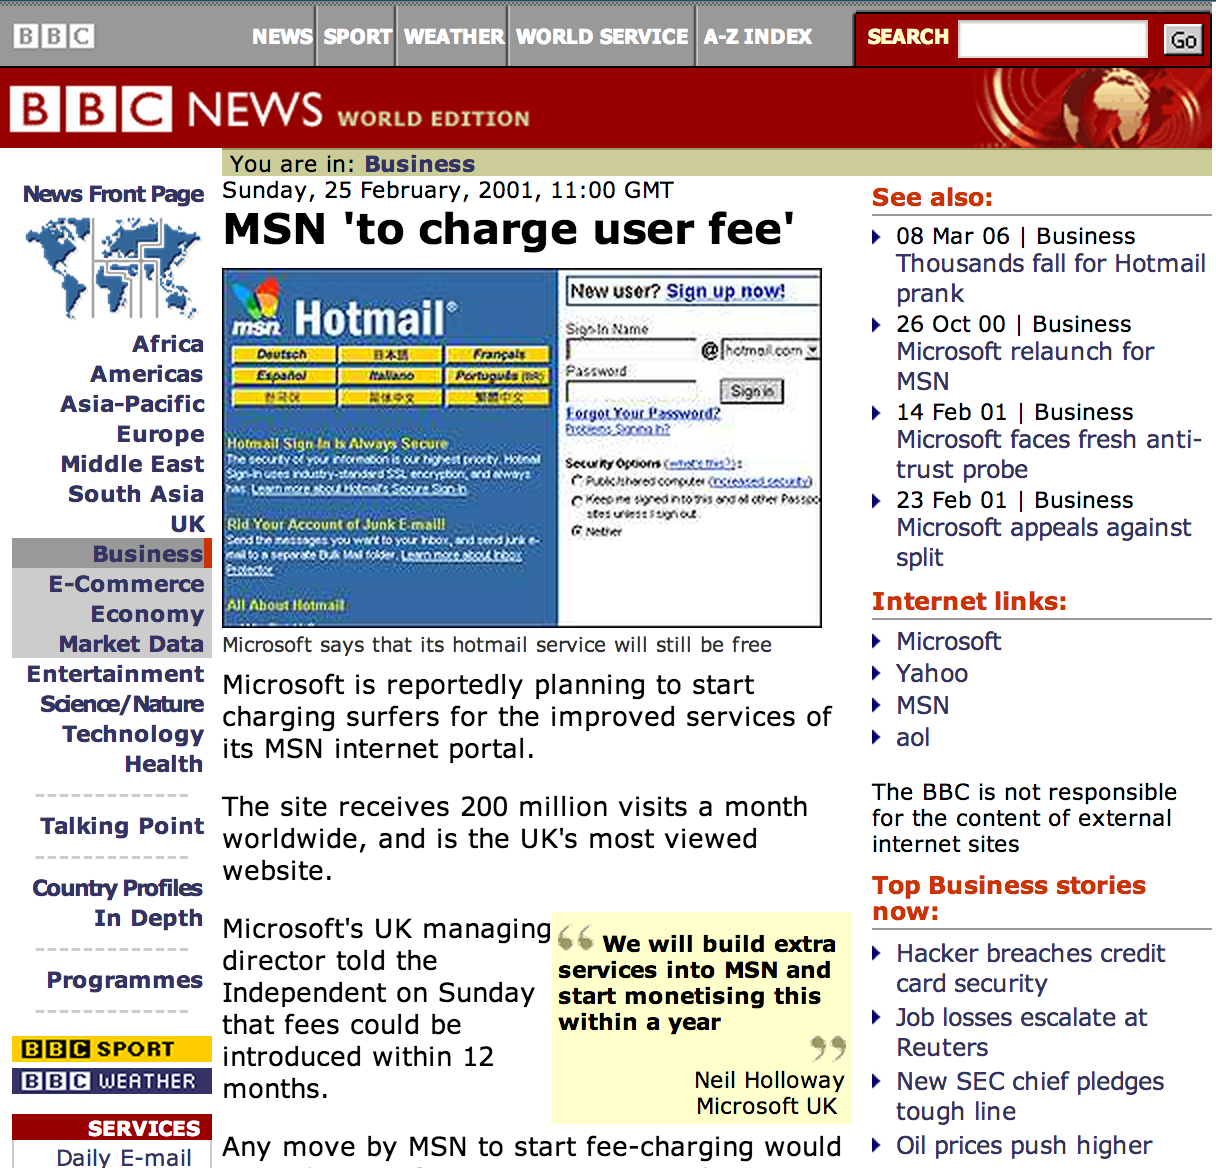 BBC
NEWS SPORT WEATHER WORLD SERVICE A-Z INDEX
SEARCH
Go
BBC NEWS WORLD EDITION
You are in: Business
News Front Page
Africa
Americas
Asia-Pacific
Europe
Middle East
South Asia
UK
Business
E-Commerce
Economy
Market Data
Entertainment
Science/Nature
Technology
Health
Talking Point
Country Profiles
In Depth
Programmes
BBC SPORT
BBC WEATHER
SERVICES
Daily E-mail
Sunday, 25 February, 2001, 11:00 GMT
MSN 'to charge user fee'
msn Hotmail®
Deutsch 日本語 Français
Español Italiano Português (BR)
한국어 简体中文 繁體中文
Hotmail Sign-In Is Always Secure
The security of your information is our highest priority. Hotmail
Sign-In uses industry-standard SSL encryption, and always
has. Learn more about Hotmail's Secure Sign-In
Rid Your Account of Junk E-mail!
Send the messages you want to your Inbox, and send junk e-
mail to a separate Bulk Mail folder. Learn more about Inbox
Protector
All About Hotmail
New user? Sign up now!
Sign-In Name
@ hotmail.com
Password
Sign in
Forgot Your Password?
Problems Signing In?
Security Options (what's this?):
Public/shared computer (increased security)
Keep me signed in to this and all other Passpo
sites unless I sign out.
Neither
Microsoft says that its hotmail service will still be free
Microsoft is reportedly planning to start
charging surfers for the improved services of
its MSN internet portal.
The site receives 200 million visits a month
worldwide, and is the UK's most viewed
website.
Microsoft's UK managing
director told the
Independent on Sunday
that fees could be
introduced within 12
months.
“ We will build extra
services into MSN and
start monetising this
within a year
”
Neil Holloway
Microsoft UK
Any move by MSN to start fee-charging would
See also:
08 Mar 06 | Business
Thousands fall for Hotmail
prank
26 Oct 00 | Business
Microsoft relaunch for
MSN
14 Feb 01 | Business
Microsoft faces fresh anti-
trust probe
23 Feb 01 | Business
Microsoft appeals against
split
Internet links:
Microsoft
Yahoo
MSN
aol
The BBC is not responsible
for the content of external
internet sites
Top Business stories
now:
Hacker breaches credit
card security
Job losses escalate at
Reuters
New SEC chief pledges
tough line
Oil prices push higher